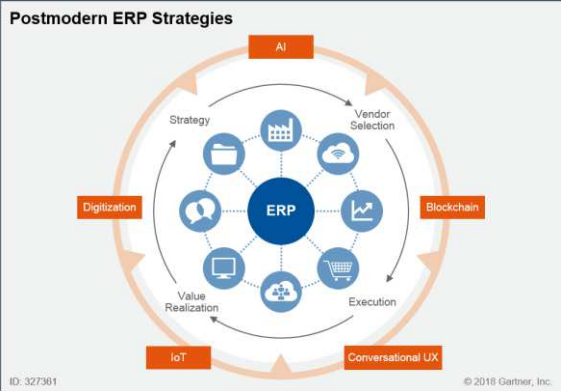 Postmodern ERP Strategies
AI
Strategy
Vendor
Selection
ERP
Digitization
Blockchain
Value
Realization
Execution
IoT
Conversational UX
ID: 327361
© 2018 Gartner, Inc.